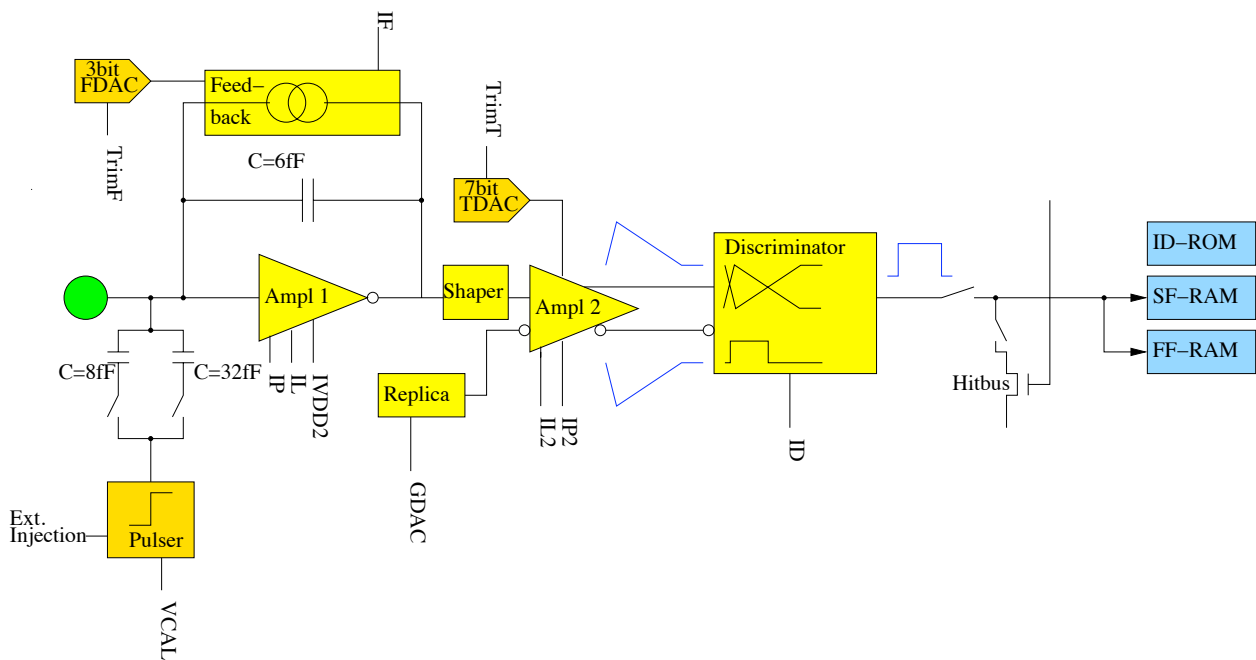 IF
3bit
FDAC
Feed–
back
TrimF
C=6fF
TrimT
7bit
TDAC
Discriminator
ID–ROM
SF–RAM
FF–RAM
Ampl 1
Shaper
Ampl 2
C=8fF
C=32fF
IP
IL
IVDD2
Replica
IL2
IP2
Hitbus
ID
GDAC
Ext.
Injection
Pulser
VCAL